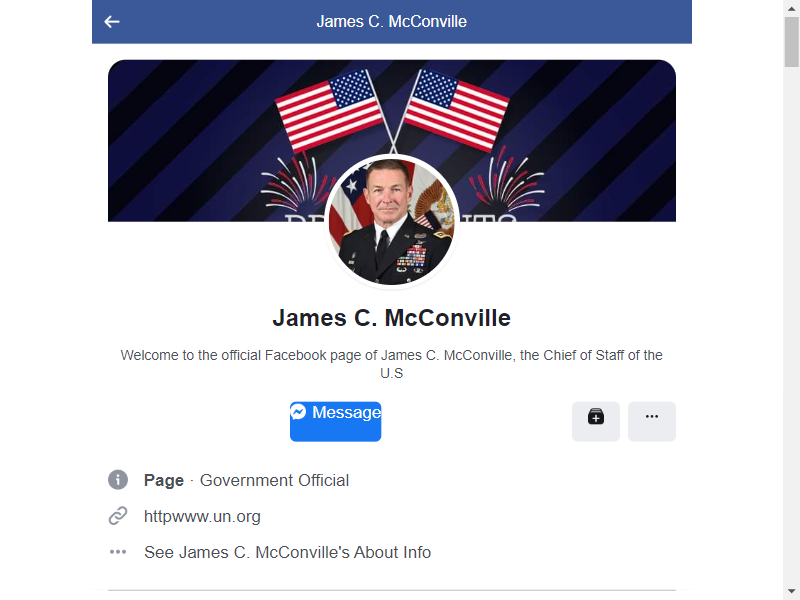 James C. McConville
James C. McConville
Welcome to the official Facebook page of James C. McConville, the Chief of Staff of the
U.S
Message
Page · Government Official
httpwww.un.org
See James C. McConville's About Info